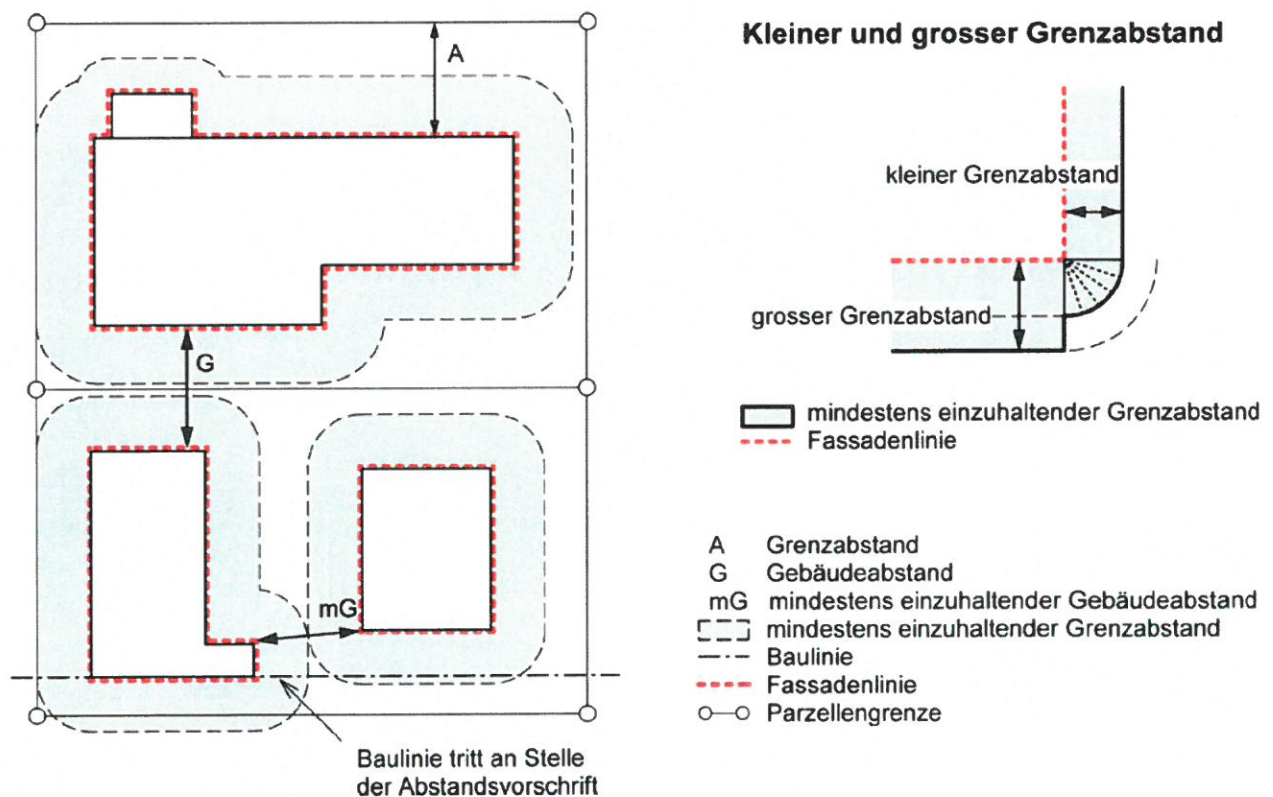 A
G
mG
Baulinie tritt an Stelle
der Abstandsvorschrift
Kleiner und grosser Grenzabstand
kleiner Grenzabstand
grosser Grenzabstand
mindestens einzuhaltender Grenzabstand
Fassadenlinie
A Grenzabstand
G Gebäudeabstand
mG mindestens einzuhaltender Gebäudeabstand
mindestens einzuhaltender Grenzabstand
Baulinie
Fassadenlinie
Parzellengrenze